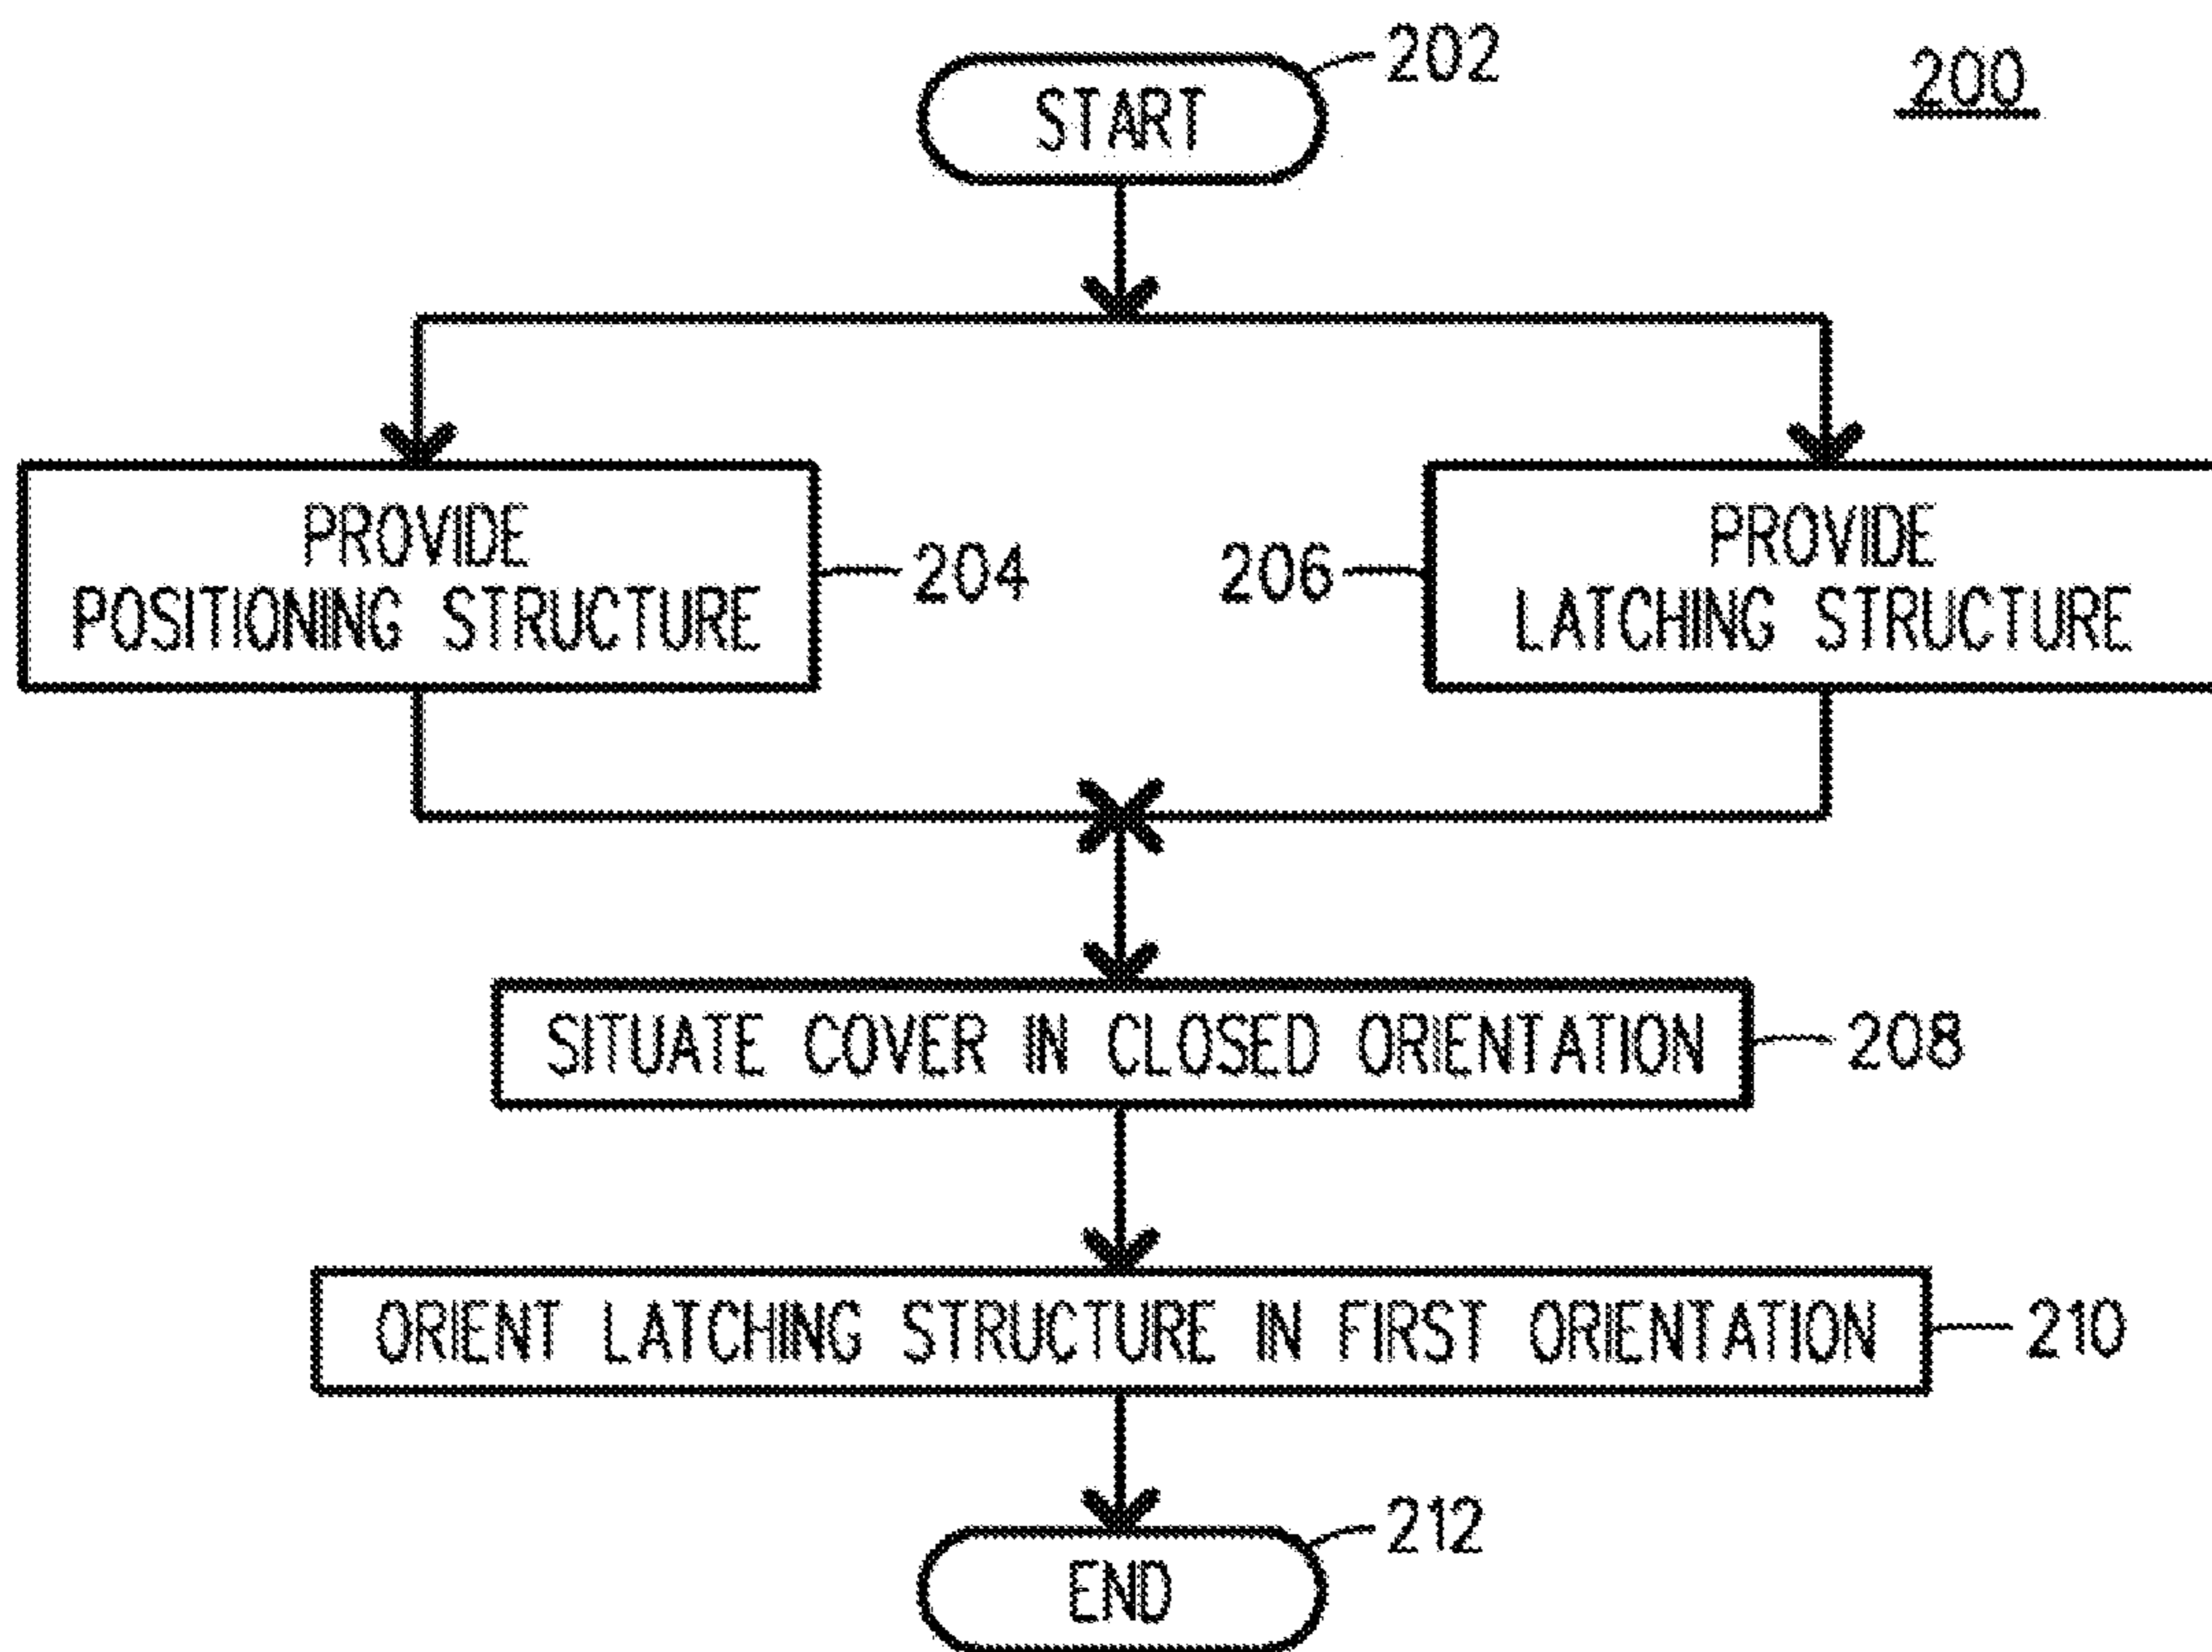 202
200
START
PROVIDE
POSITIONING STRUCTURE
204
206
PROVIDE
LATCHING STRUCTURE
SITUATE COVER IN CLOSED ORIENTATION
208
ORIENT LATCHING STRUCTURE IN FIRST ORIENTATION
210
212
END